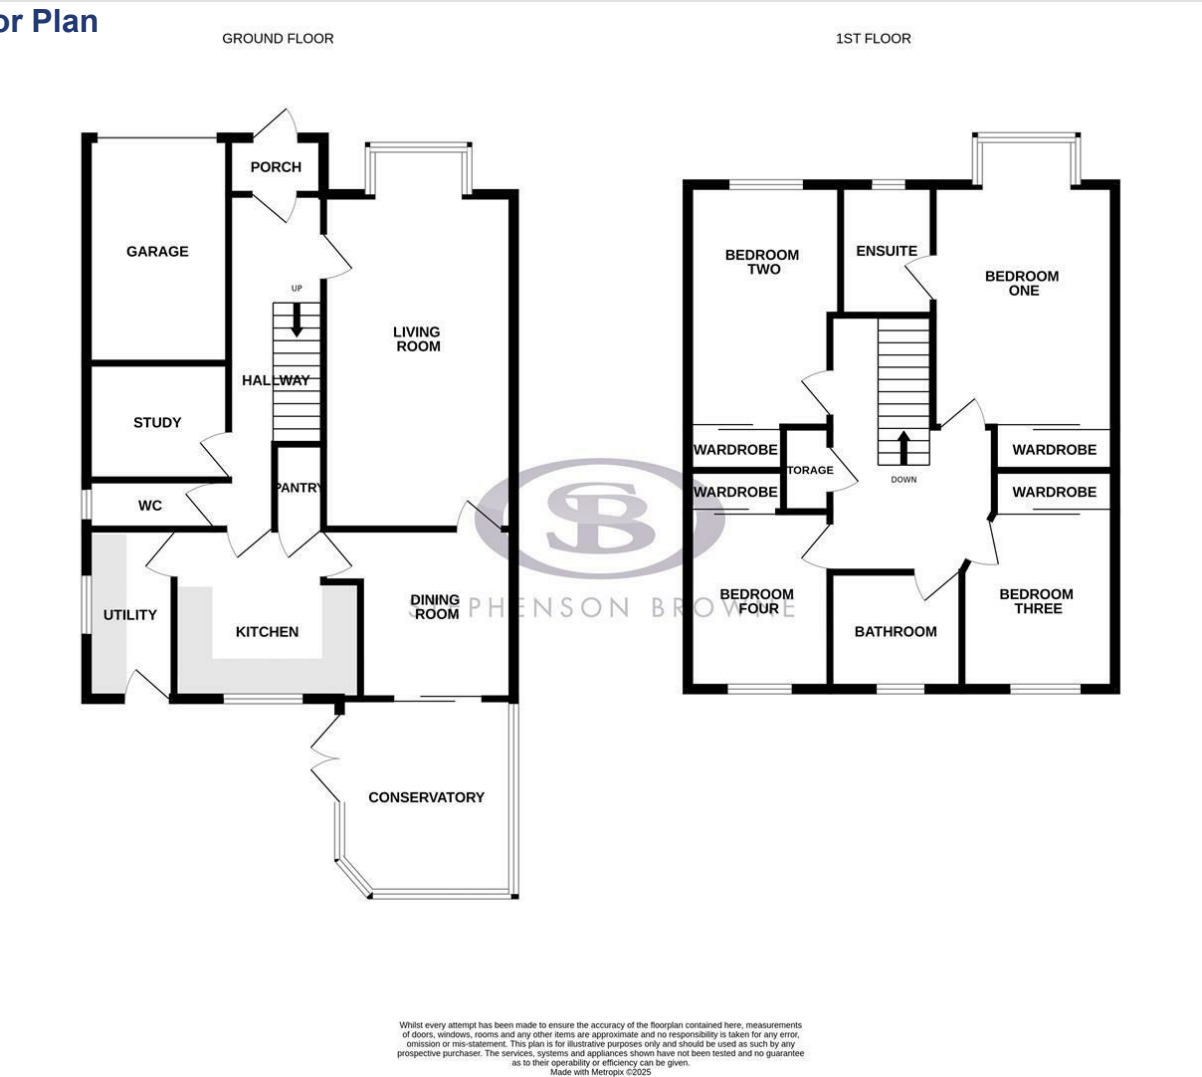 or Plan
GROUND FLOOR
1ST FLOOR
PORCH
GARAGE
UP
LIVING
ROOM
HALLWAY
STUDY
PANTRY
WC
UTILITY
KITCHEN
DINING
ROOM
CONSERVATORY
BEDROOM
TWO
ENSUITE
BEDROOM
ONE
WARDROBE
WARDROBE
TORAGE
DOWN
WARDROBE
WARDROBE
BEDROOM
FOUR
BATHROOM
BEDROOM
THREE
SB
STEPHENSON BROWNE
Whilst every attempt has been made to ensure the accuracy of the floorplan contained here, measurements
of doors, windows, rooms and any other items are approximate and no responsibility is taken for any error,
omission or mis-statement. This plan is for illustrative purposes only and should be used as such by any
prospective purchaser. The services, systems and appliances shown have not been tested and no guarantee
as to their operability or efficiency can be given.
Made with Metropix ©2025